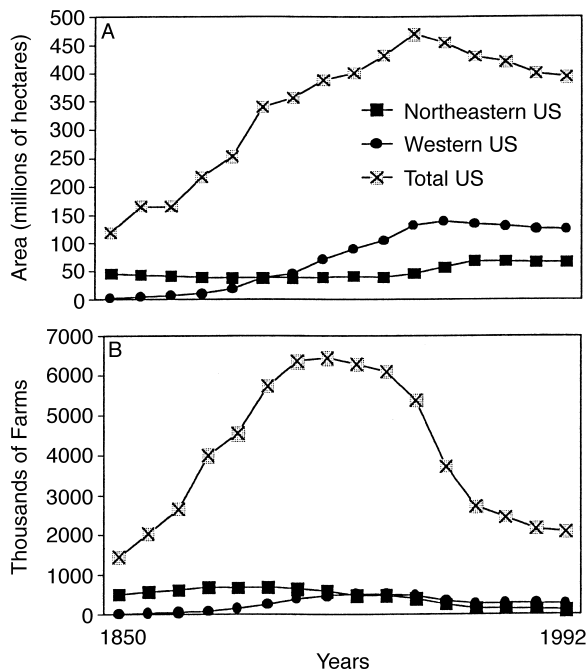 A
500
450
400
350
300
250
200
150
100
50
0
Area (millions of hectares)
Northeastern US
Western US
Total US
B
7000
6000
5000
4000
3000
2000
1000
0
Thousands of Farms
1850
1992
Years